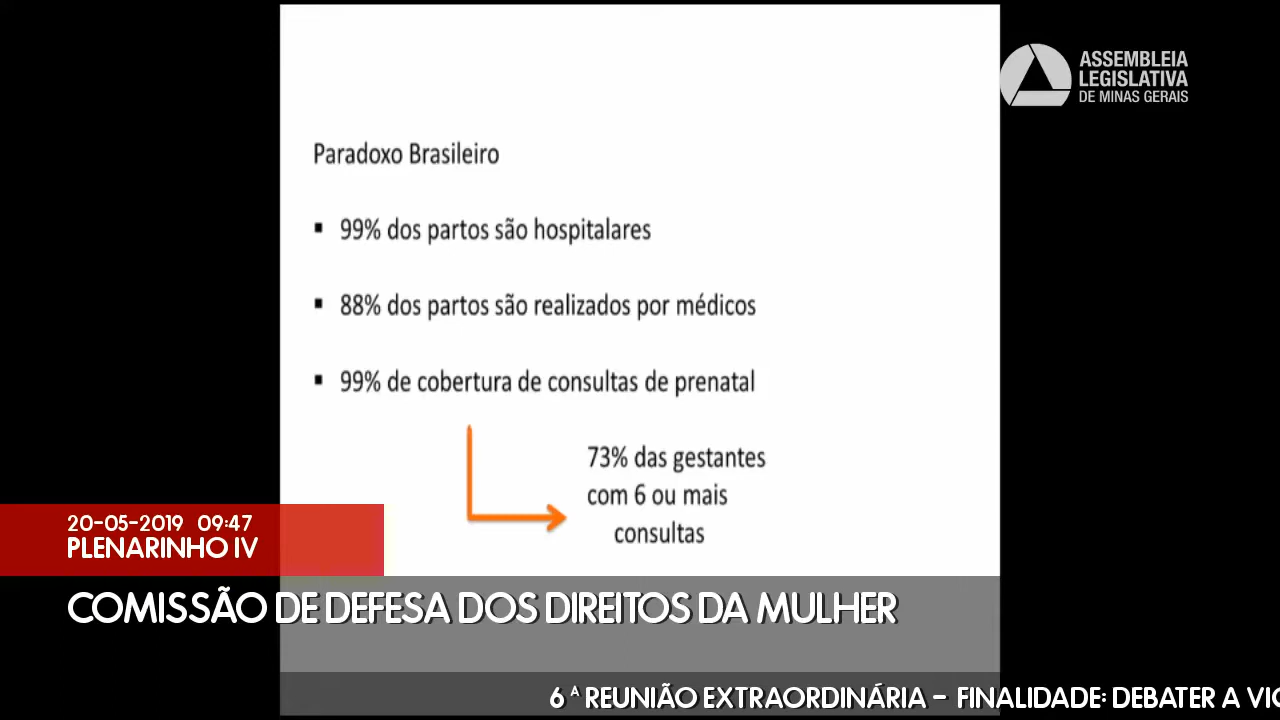 ASSEMBLEIA
LEGISLATIVA
DE MINAS GERAIS
Paradoxo Brasileiro
▪ 99% dos partos são hospitalares
▪ 88% dos partos são realizados por médicos
▪ 99% de cobertura de consultas de prenatal
73% das gestantes
com 6 ou mais
consultas
20-05-2019 09:47
PLENARINHO IV
COMISSÃO DE DEFESA DOS DIREITOS DA MULHER
6 ª REUNIÃO EXTRAORDINÁRIA - FINALIDADE: DEBATER A